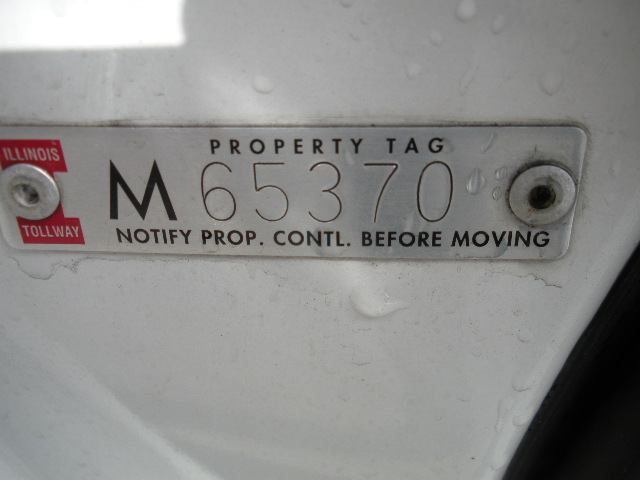 PROPERTY TAG
ILLINOIS
M 65370
TOLLWAY
NOTIFY PROP. CONTL. BEFORE MOVING